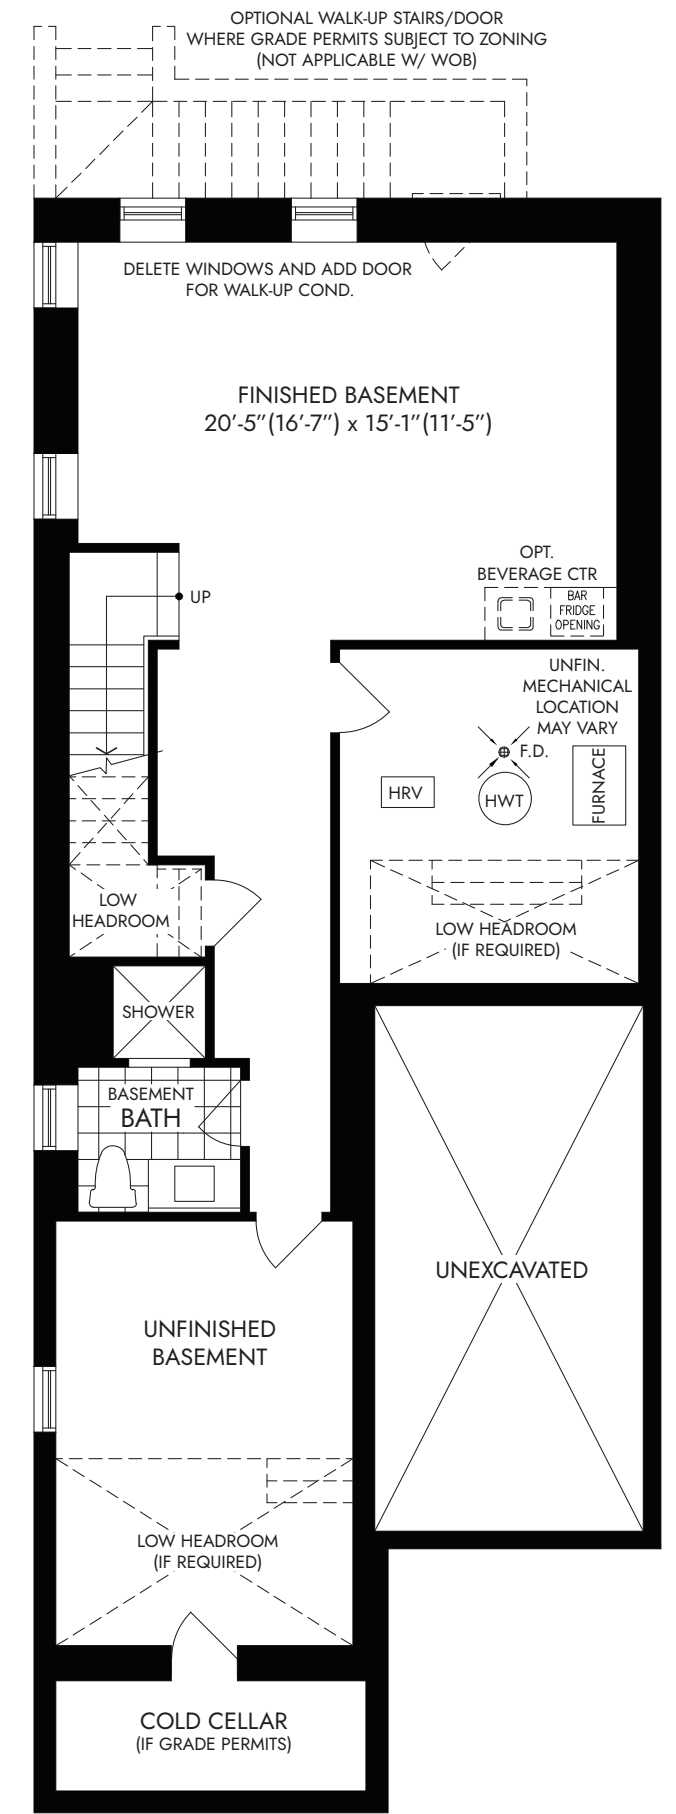 OPTIONAL WALK-UP STAIRS/DOOR
WHERE GRADE PERMITS SUBJECT TO ZONING
(NOT APPLICABLE W/ WOB)
DELETE WINDOWS AND ADD DOOR
FOR WALK-UP COND.
FINISHED BASEMENT
20'-5"(16'-7") x 15'-1"(11'-5")
OPT.
BEVERAGE CTR
BAR
FRIDGE
OPENING
UP
UNFIN.
MECHANICAL
LOCATION
MAY VARY
F.D.
HRV
HWT
FURNACE
LOW
HEADROOM
LOW HEADROOM
(IF REQUIRED)
SHOWER
BASEMENT
BATH
UNEXCAVATED
UNFINISHED
BASEMENT
LOW HEADROOM
(IF REQUIRED)
COLD CELLAR
(IF GRADE PERMITS)